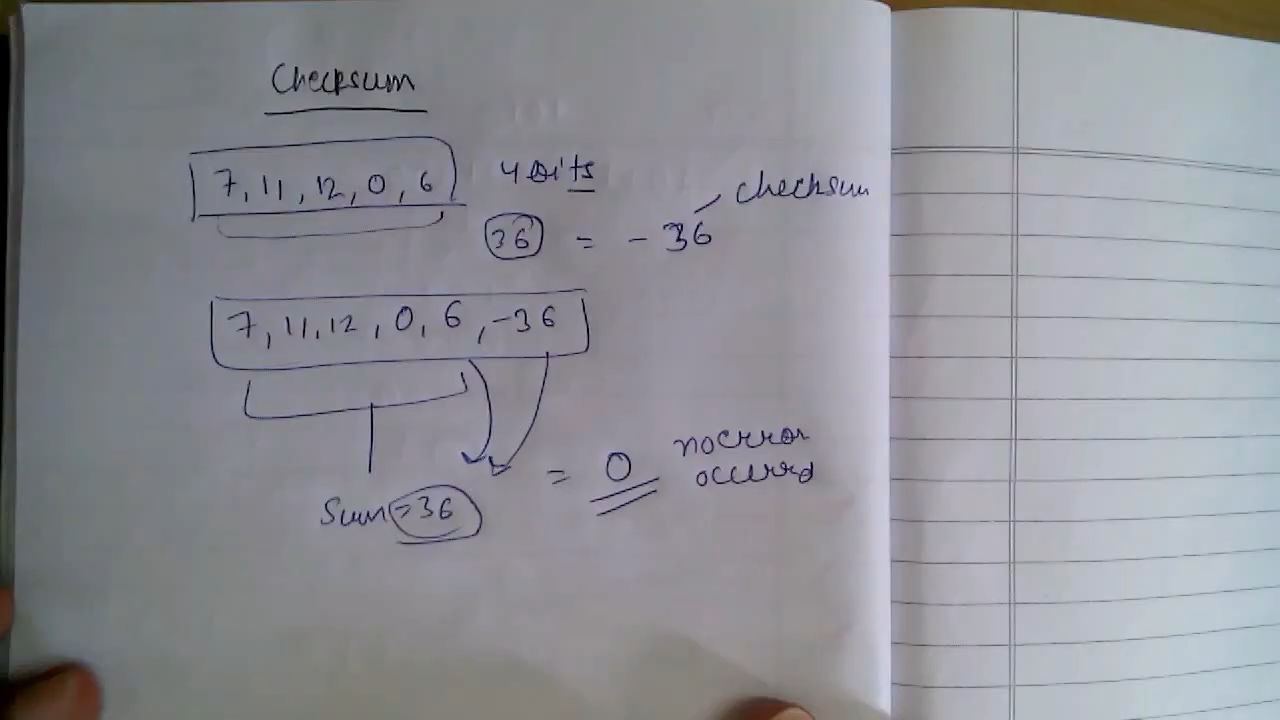 Checksum
7, 11, 12, 0, 6 4 bits
36 = - 36 checksum
7, 11, 12, 0, 6, -36
Sum = 36 = 0 no error
occurrd